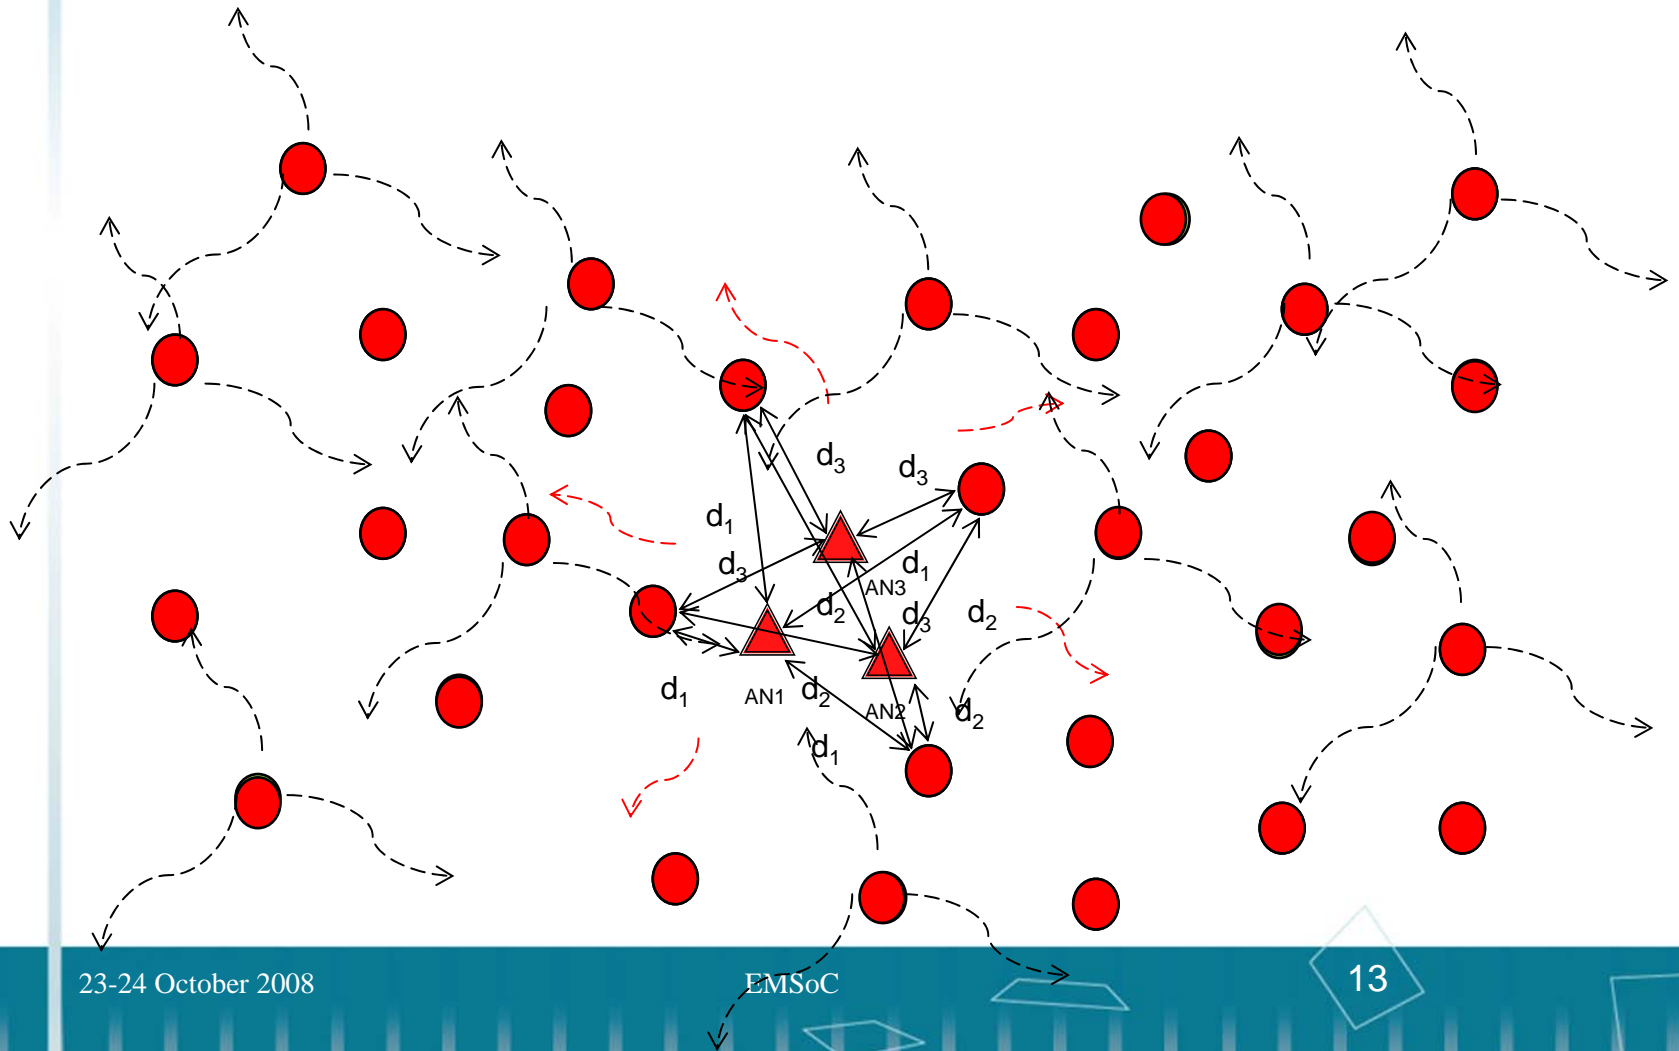 d3
d3
d1
d3
d1
AN3
d2
d3
d2
d1
AN1
d2
AN2
d2
d1
23-24 October 2008
EMSoC
13